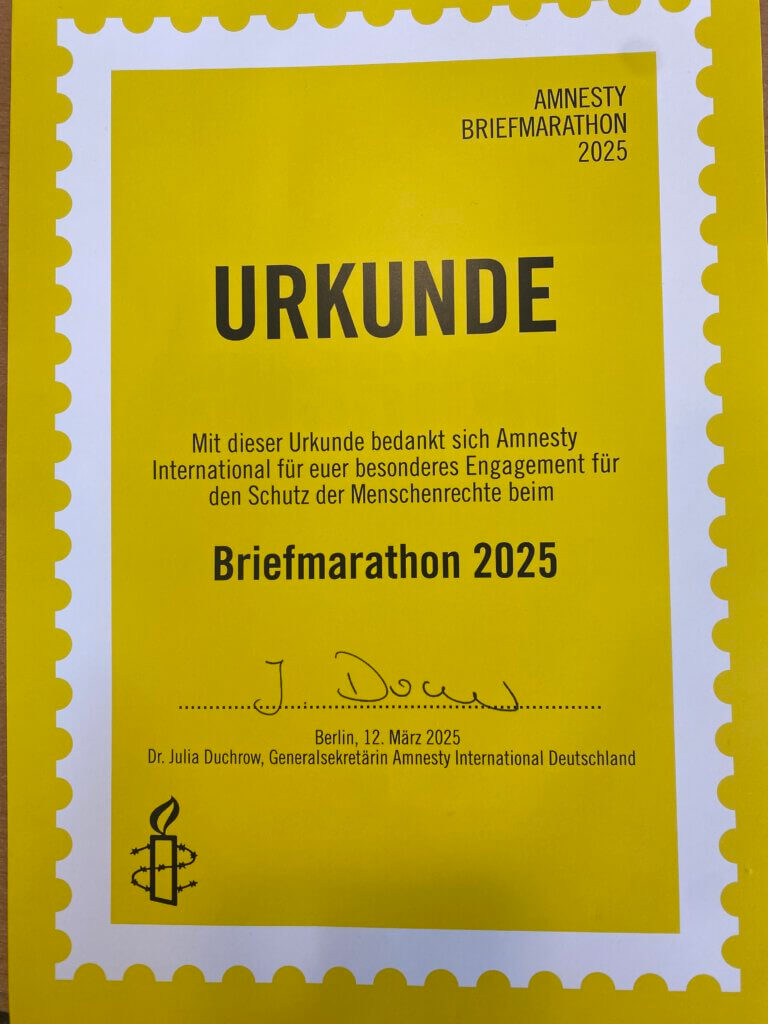 AMNESTY
BRIEFMARATHON
2025
URKUNDE
Mit dieser Urkunde bedankt sich Amnesty
International für euer besonderes Engagement für
den Schutz der Menschenrechte beim
Briefmarathon 2025
Berlin, 12. März 2025
Dr. Julia Duchrow, Generalsekretärin Amnesty International Deutschland